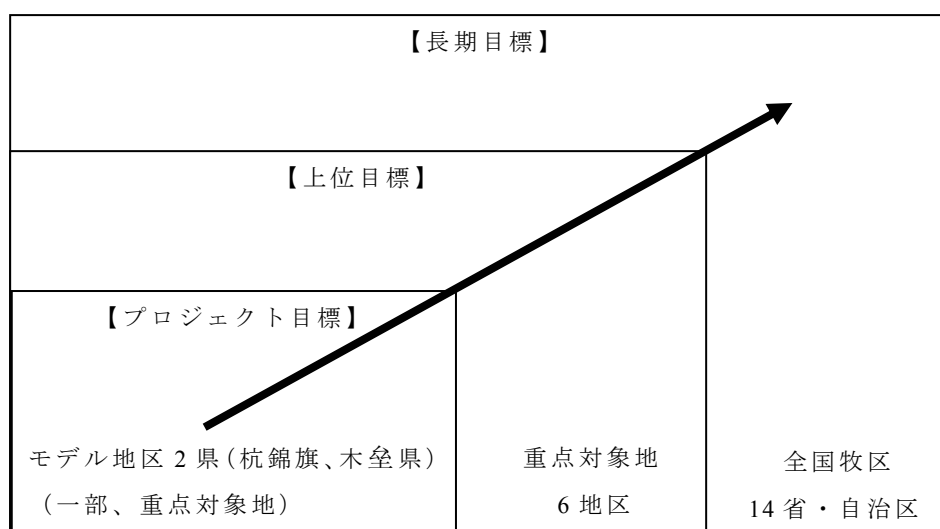 【長期目標】
【上位目標】
【プロジェクト目標】
モデル地区2県(杭錦旗、木垒県)
(一部、重点対象地)
重点対象地
6地区
全国牧区
14省・自治区